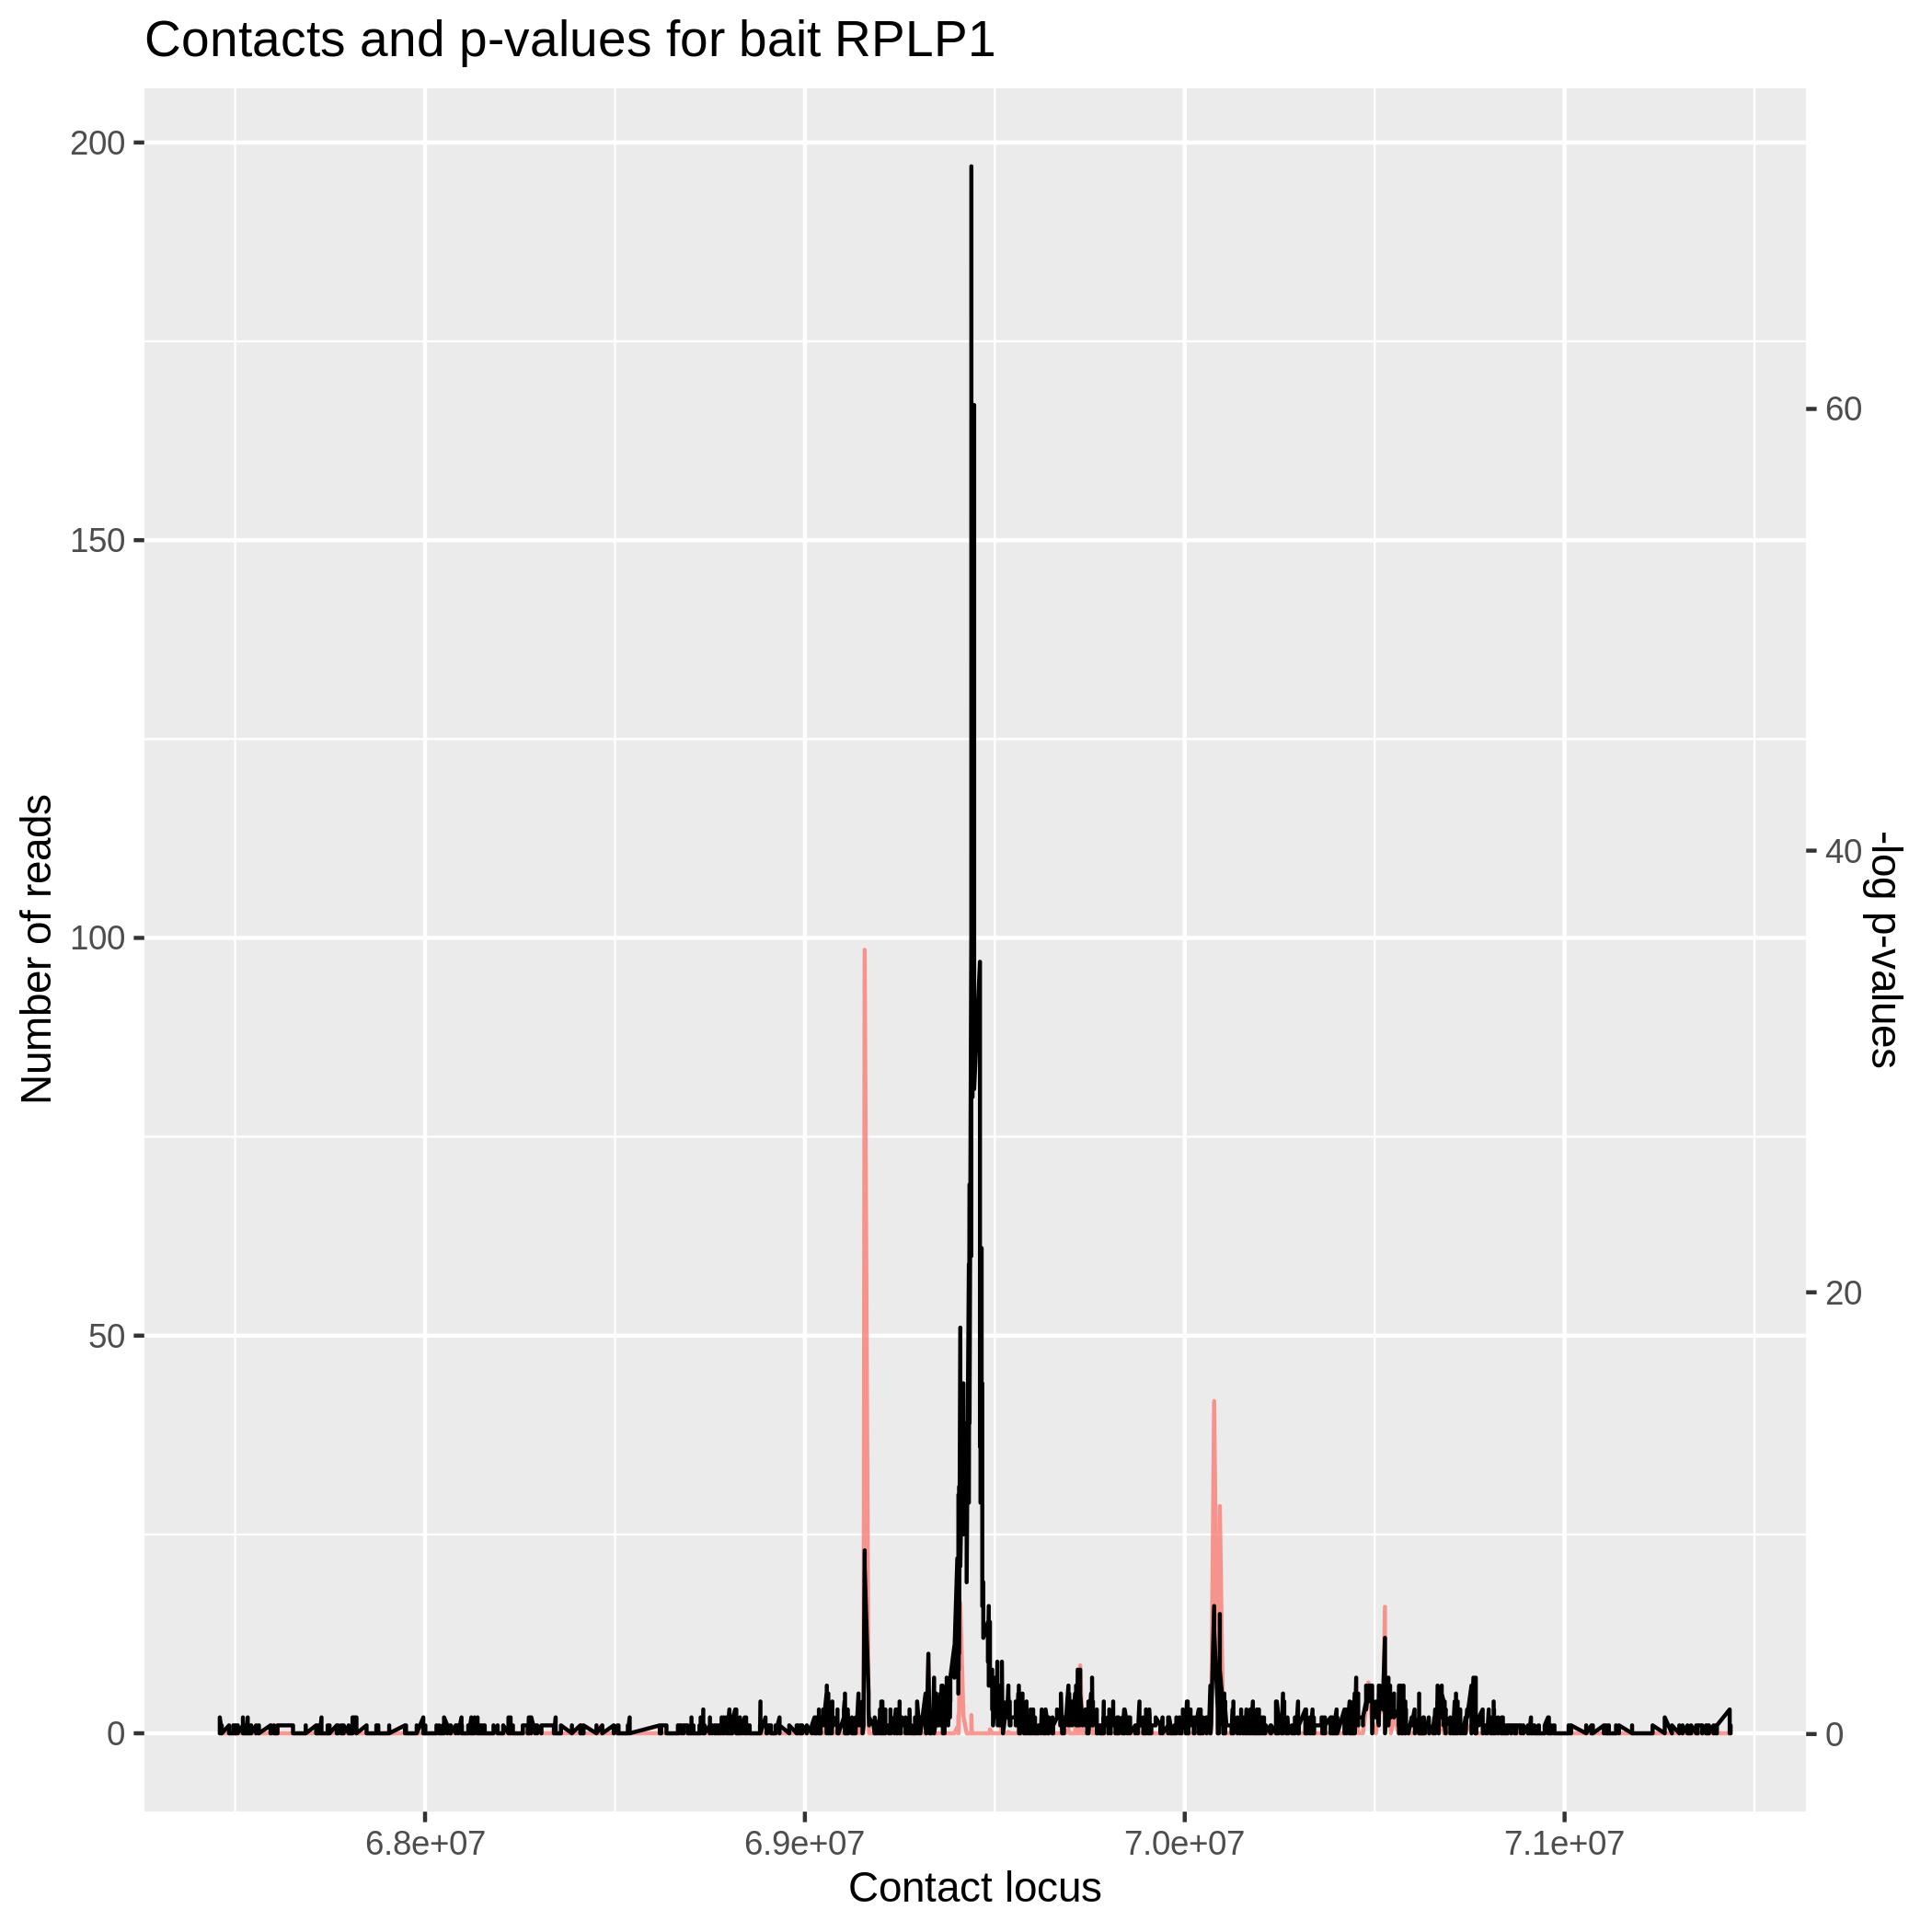 Contacts and p-values for bait RPLP1
200
150
100
50
0
Number of reads
60
40
20
0
-log p-values
6.8e+07 6.9e+07 7.0e+07 7.1e+07
Contact locus